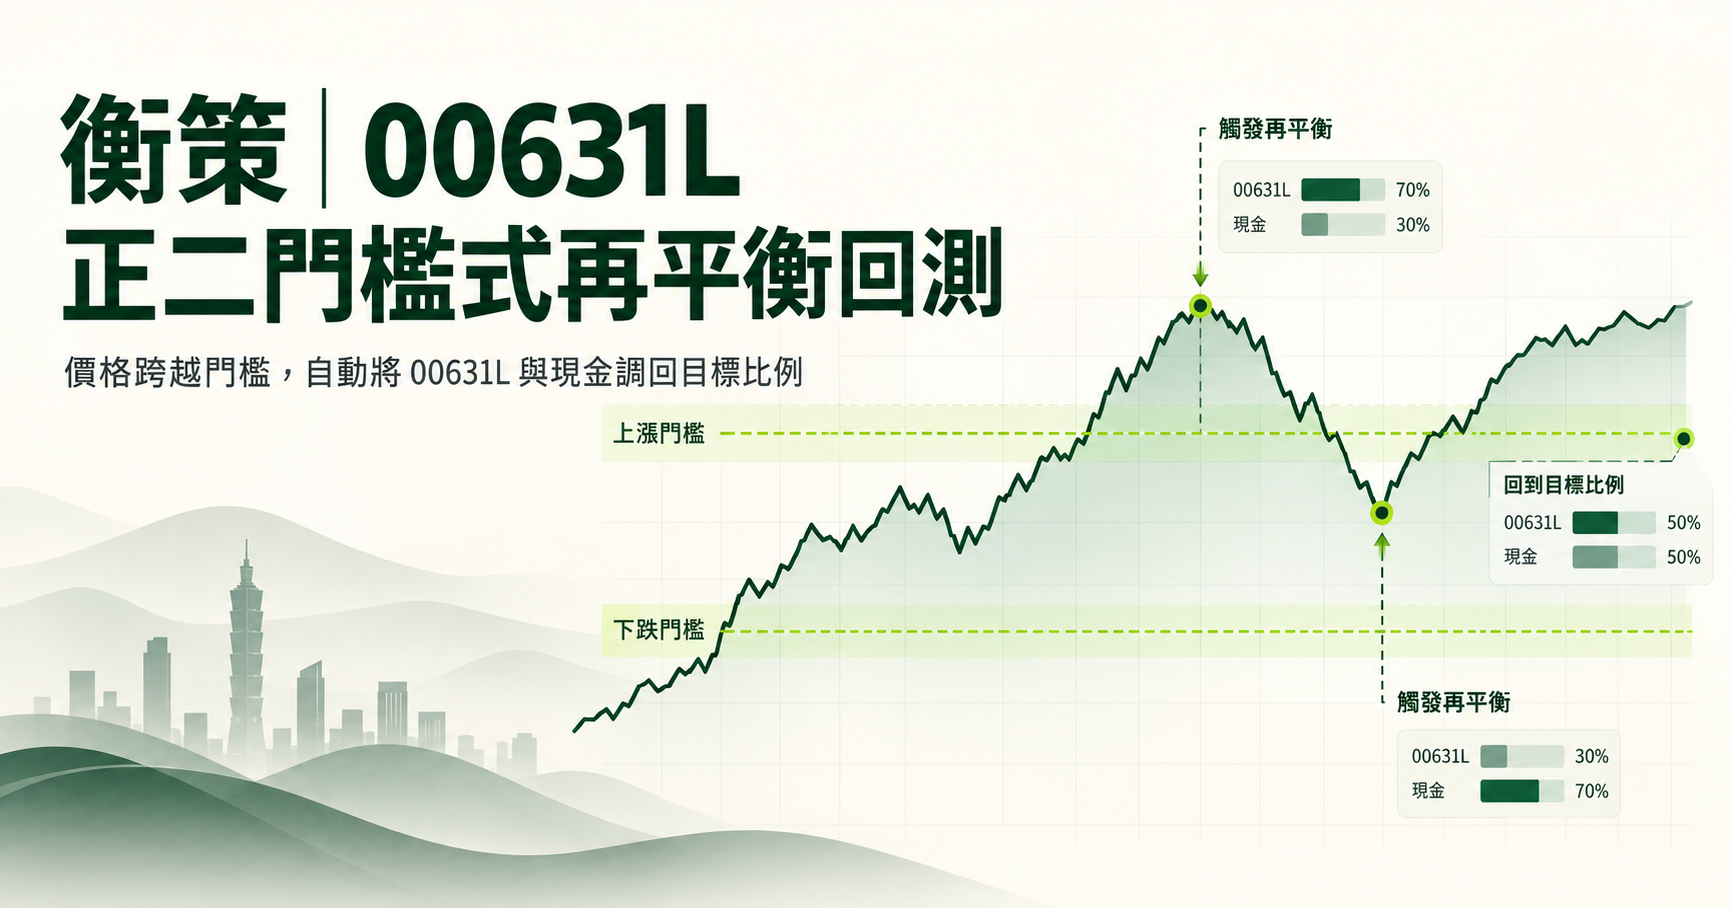 衡策｜00631L
正二門檻式再平衡回測
價格跨越門檻，自動將 00631L 與現金調回目標比例
觸發再平衡
00631L 70%
現金 30%
上漲門檻
回到目標比例
00631L 50%
現金 50%
下跌門檻
觸發再平衡
00631L 30%
現金 70%